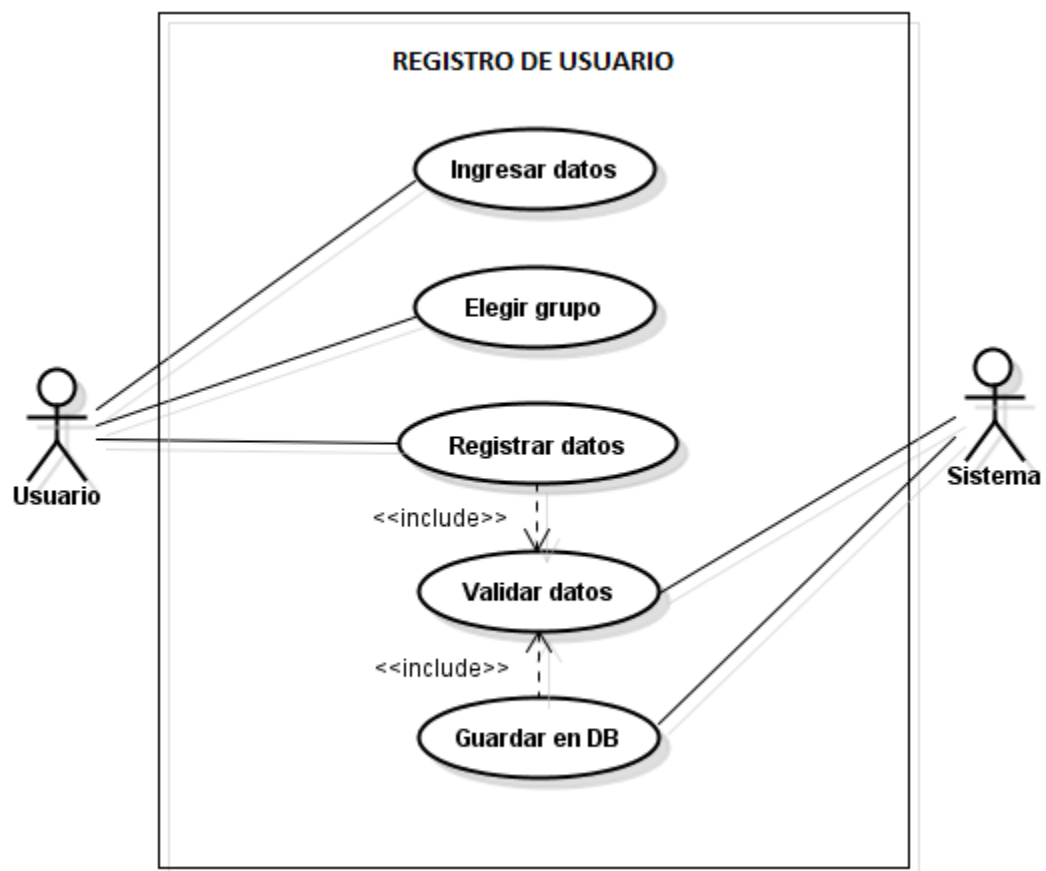 REGISTRO DE USUARIO
Ingresar datos
Elegir grupo
Registrar datos
Usuario
Sistema
<<include>>
Validar datos
<<include>>
Guardar en DB